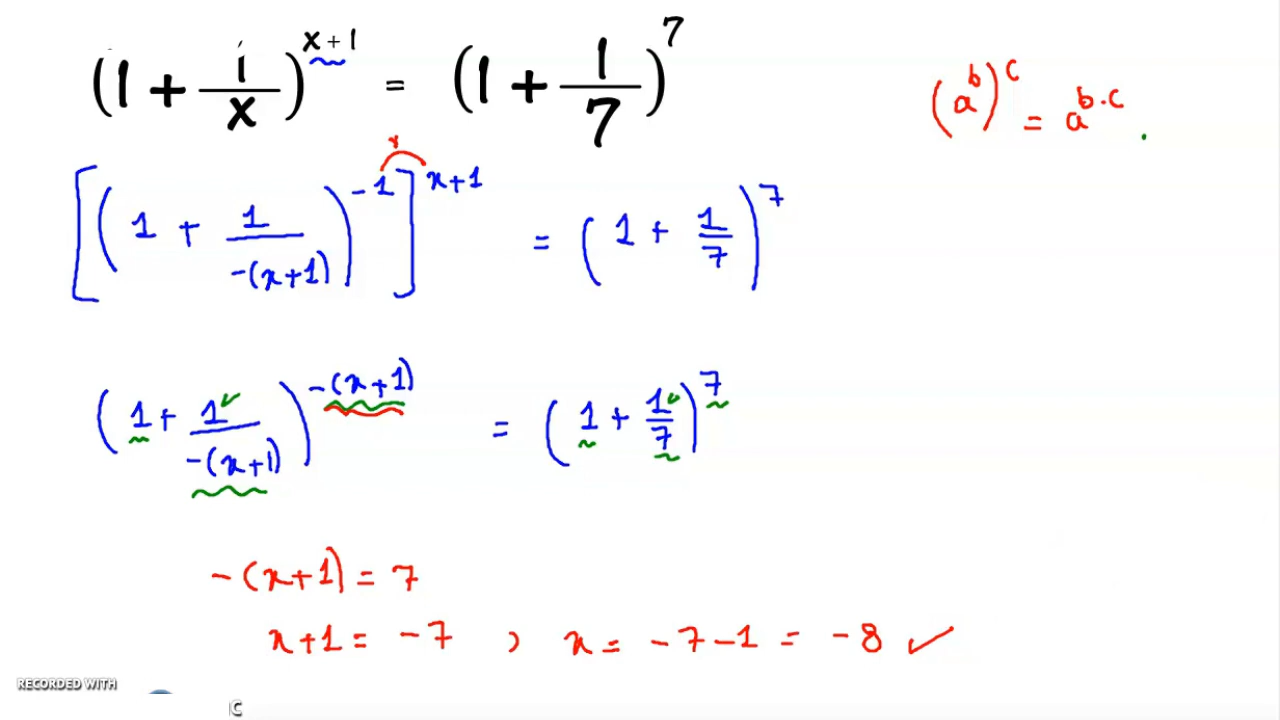 (1 + 1/x)^(x+1) = (1 + 1/7)^7
(a^b)^c = a^(b·c)
[(1 + 1/(-(x+1)))^(-1)]^(x+1) = (1 + 1/7)^7
(1 + 1/(-(x+1)))^(-(x+1)) = (1 + 1/7)^7
-(x+1) = 7
x+1 = -7 , x = -7-1 = -8 ✓
RECORDED WITH